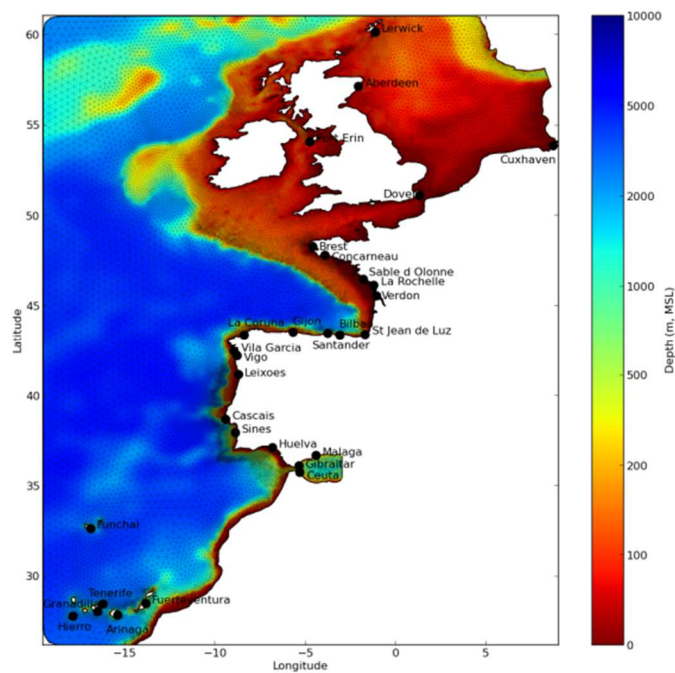 60
55
50
45
40
35
30
Latitude
Lerwick
Aberdeen
Erin
Cuxhaven
Dover
Brest
Concarneau
Sable d Olonne
La Rochelle
Verdon
La Coruna
Gijon
Bilbao
St Jean de Luz
Santander
Vila Garcia
Vigo
Leixoes
Cascais
Sines
Huelva
Malaga
Gibraltar
Ceuta
Funchal
Tenerife
Granadilla
Fuerteventura
Hierro
Arinaga
−15
−10
−5
0
5
Longitude
10000
5000
2000
1000
500
200
100
0
Depth (m, MSL)